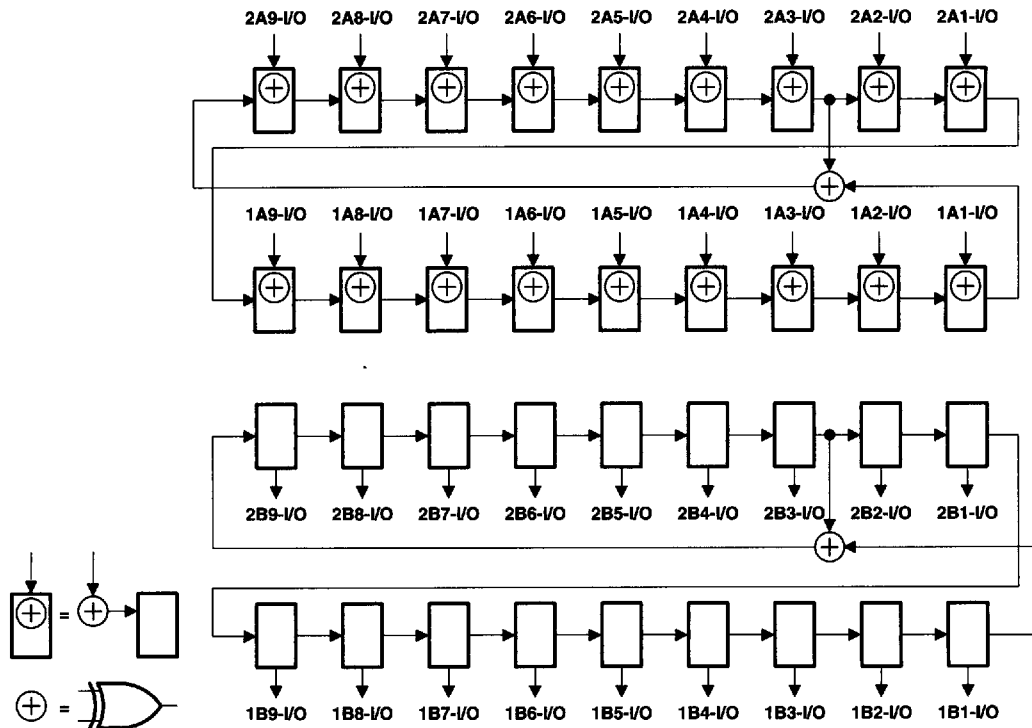 2A9-I/O 2A8-I/O 2A7-I/O 2A6-I/O 2A5-I/O 2A4-I/O 2A3-I/O 2A2-I/O 2A1-I/O
1A9-I/O 1A8-I/O 1A7-I/O 1A6-I/O 1A5-I/O 1A4-I/O 1A3-I/O 1A2-I/O 1A1-I/O
2B9-I/O 2B8-I/O 2B7-I/O 2B6-I/O 2B5-I/O 2B4-I/O 2B3-I/O 2B2-I/O 2B1-I/O
=
=
1B9-I/O 1B8-I/O 1B7-I/O 1B6-I/O 1B5-I/O 1B4-I/O 1B3-I/O 1B2-I/O 1B1-I/O